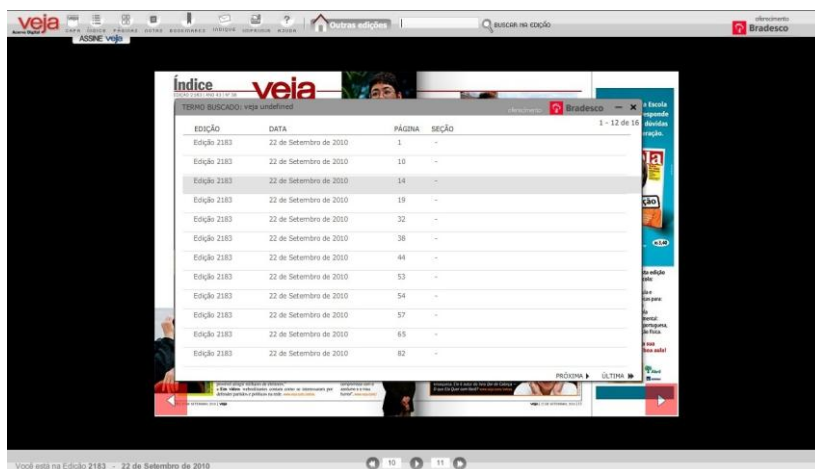 veja
Acervo Digital
CAPA ÍNDICE PÁGINAS NOTAS BOOKMARKS INDIQUE IMPRIMIR AJUDA
Outras edições
BUSCAR NA EDIÇÃO
oferecimento
Bradesco
ASSINE veja
Índice
veja
TERMO BUSCADO: veja undefined
oferecimento
Bradesco
1 - 12 de 16
EDIÇÃO DATA PÁGINA SEÇÃO
Edição 2183 22 de Setembro de 2010 1 -
Edição 2183 22 de Setembro de 2010 10 -
Edição 2183 22 de Setembro de 2010 14 -
Edição 2183 22 de Setembro de 2010 19 -
Edição 2183 22 de Setembro de 2010 32 -
Edição 2183 22 de Setembro de 2010 38 -
Edição 2183 22 de Setembro de 2010 44 -
Edição 2183 22 de Setembro de 2010 53 -
Edição 2183 22 de Setembro de 2010 54 -
Edição 2183 22 de Setembro de 2010 57 -
Edição 2183 22 de Setembro de 2010 65 -
Edição 2183 22 de Setembro de 2010 82 -
PRÓXIMA ÚLTIMA
10 11
Você está na Edição 2183 - 22 de Setembro de 2010